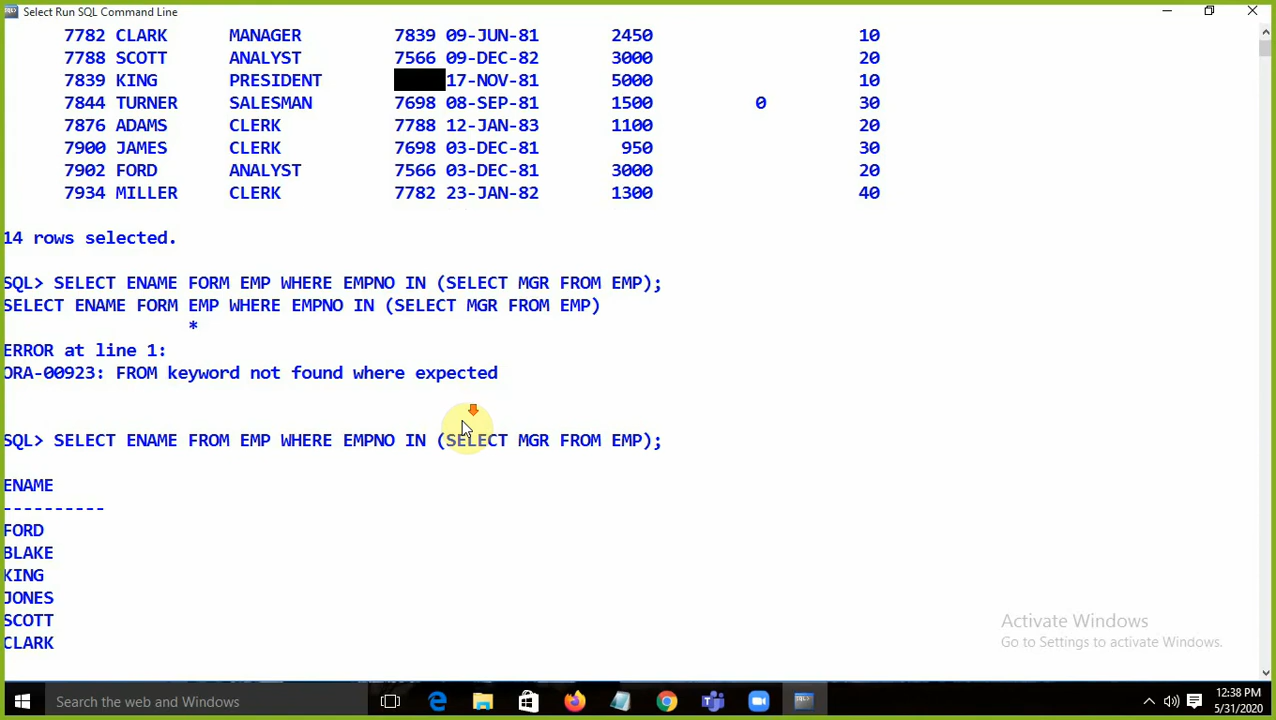 Select Run SQL Command Line
7782 CLARK MANAGER 7839 09-JUN-81 2450 10
7788 SCOTT ANALYST 7566 09-DEC-82 3000 20
7839 KING PRESIDENT 17-NOV-81 5000 10
7844 TURNER SALESMAN 7698 08-SEP-81 1500 0 30
7876 ADAMS CLERK 7788 12-JAN-83 1100 20
7900 JAMES CLERK 7698 03-DEC-81 950 30
7902 FORD ANALYST 7566 03-DEC-81 3000 20
7934 MILLER CLERK 7782 23-JAN-82 1300 40
14 rows selected.
SQL> SELECT ENAME FORM EMP WHERE EMPNO IN (SELECT MGR FROM EMP);
SELECT ENAME FORM EMP WHERE EMPNO IN (SELECT MGR FROM EMP)
*
ERROR at line 1:
ORA-00923: FROM keyword not found where expected
SQL> SELECT ENAME FROM EMP WHERE EMPNO IN (SELECT MGR FROM EMP);
ENAME
----------
FORD
BLAKE
KING
JONES
SCOTT
CLARK
Activate Windows
Go to Settings to activate Windows.
Search the web and Windows
12:38 PM
5/31/2020